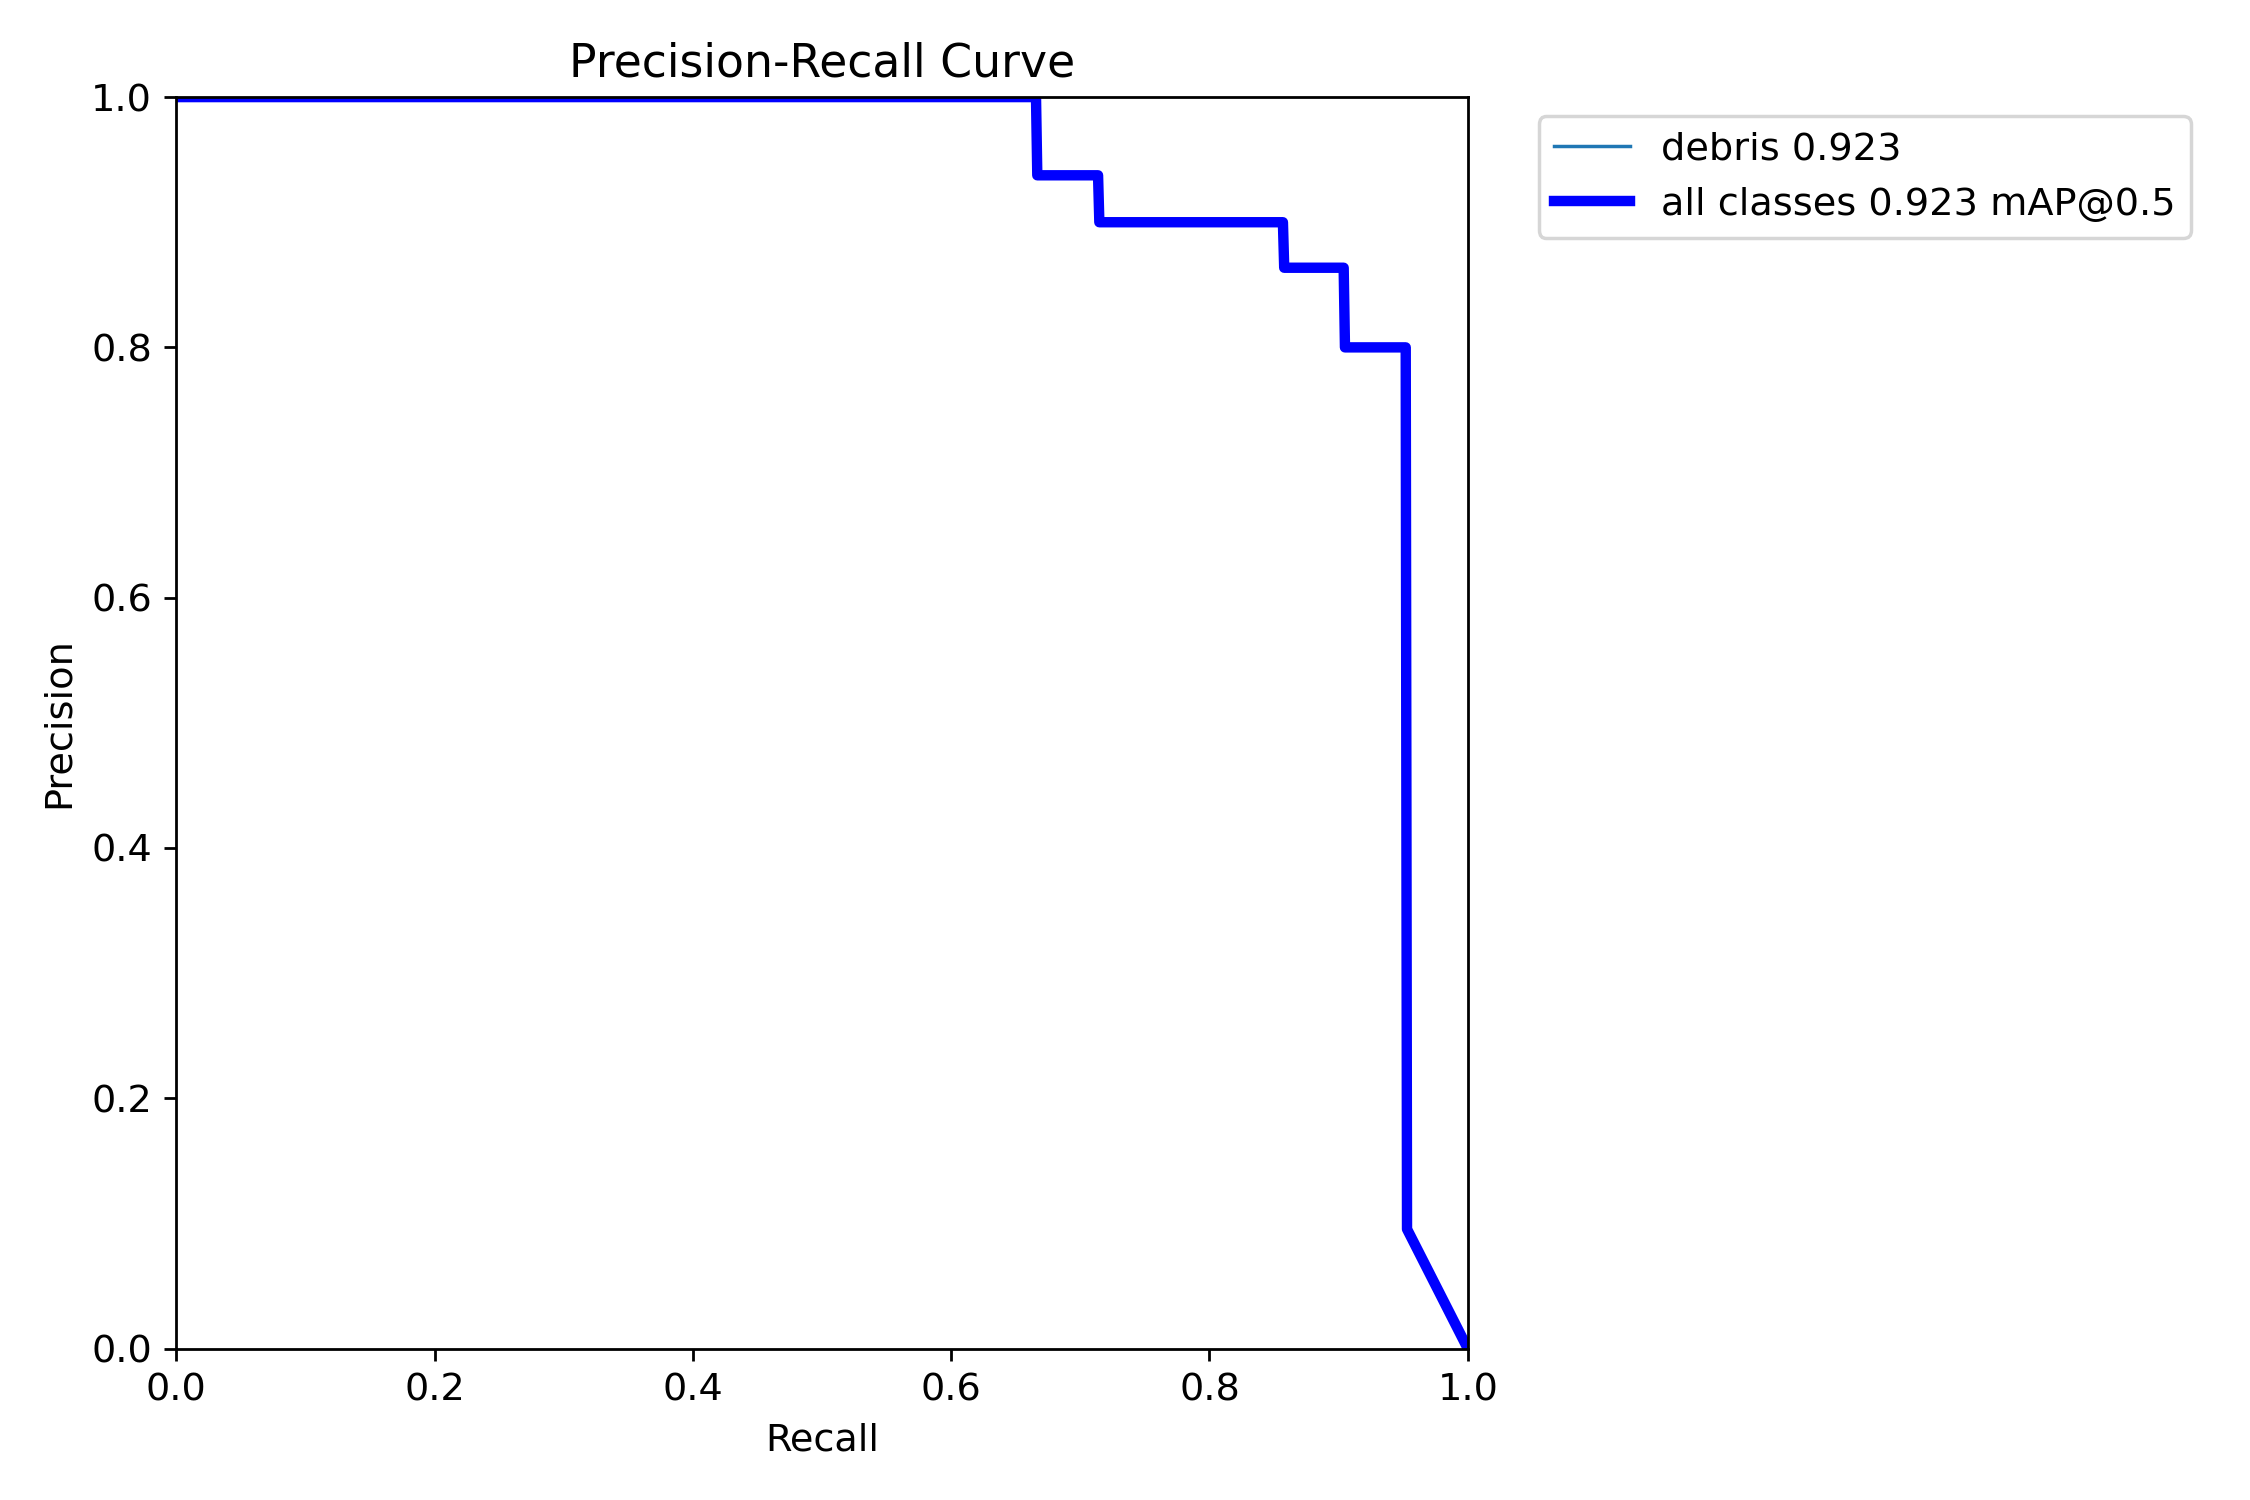 Precision-Recall Curve
1.0
0.8
0.6
0.4
0.2
0.0
Precision
0.0 0.2 0.4 0.6 0.8 1.0
Recall
debris 0.923
all classes 0.923 mAP@0.5